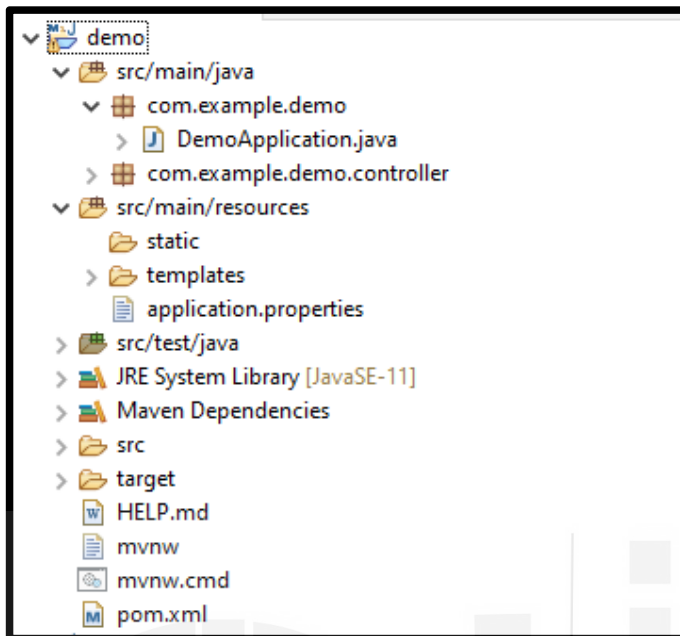 demo
src/main/java
com.example.demo
DemoApplication.java
com.example.demo.controller
src/main/resources
static
templates
application.properties
src/test/java
JRE System Library [JavaSE-11]
Maven Dependencies
src
target
HELP.md
mvnw
mvnw.cmd
pom.xml